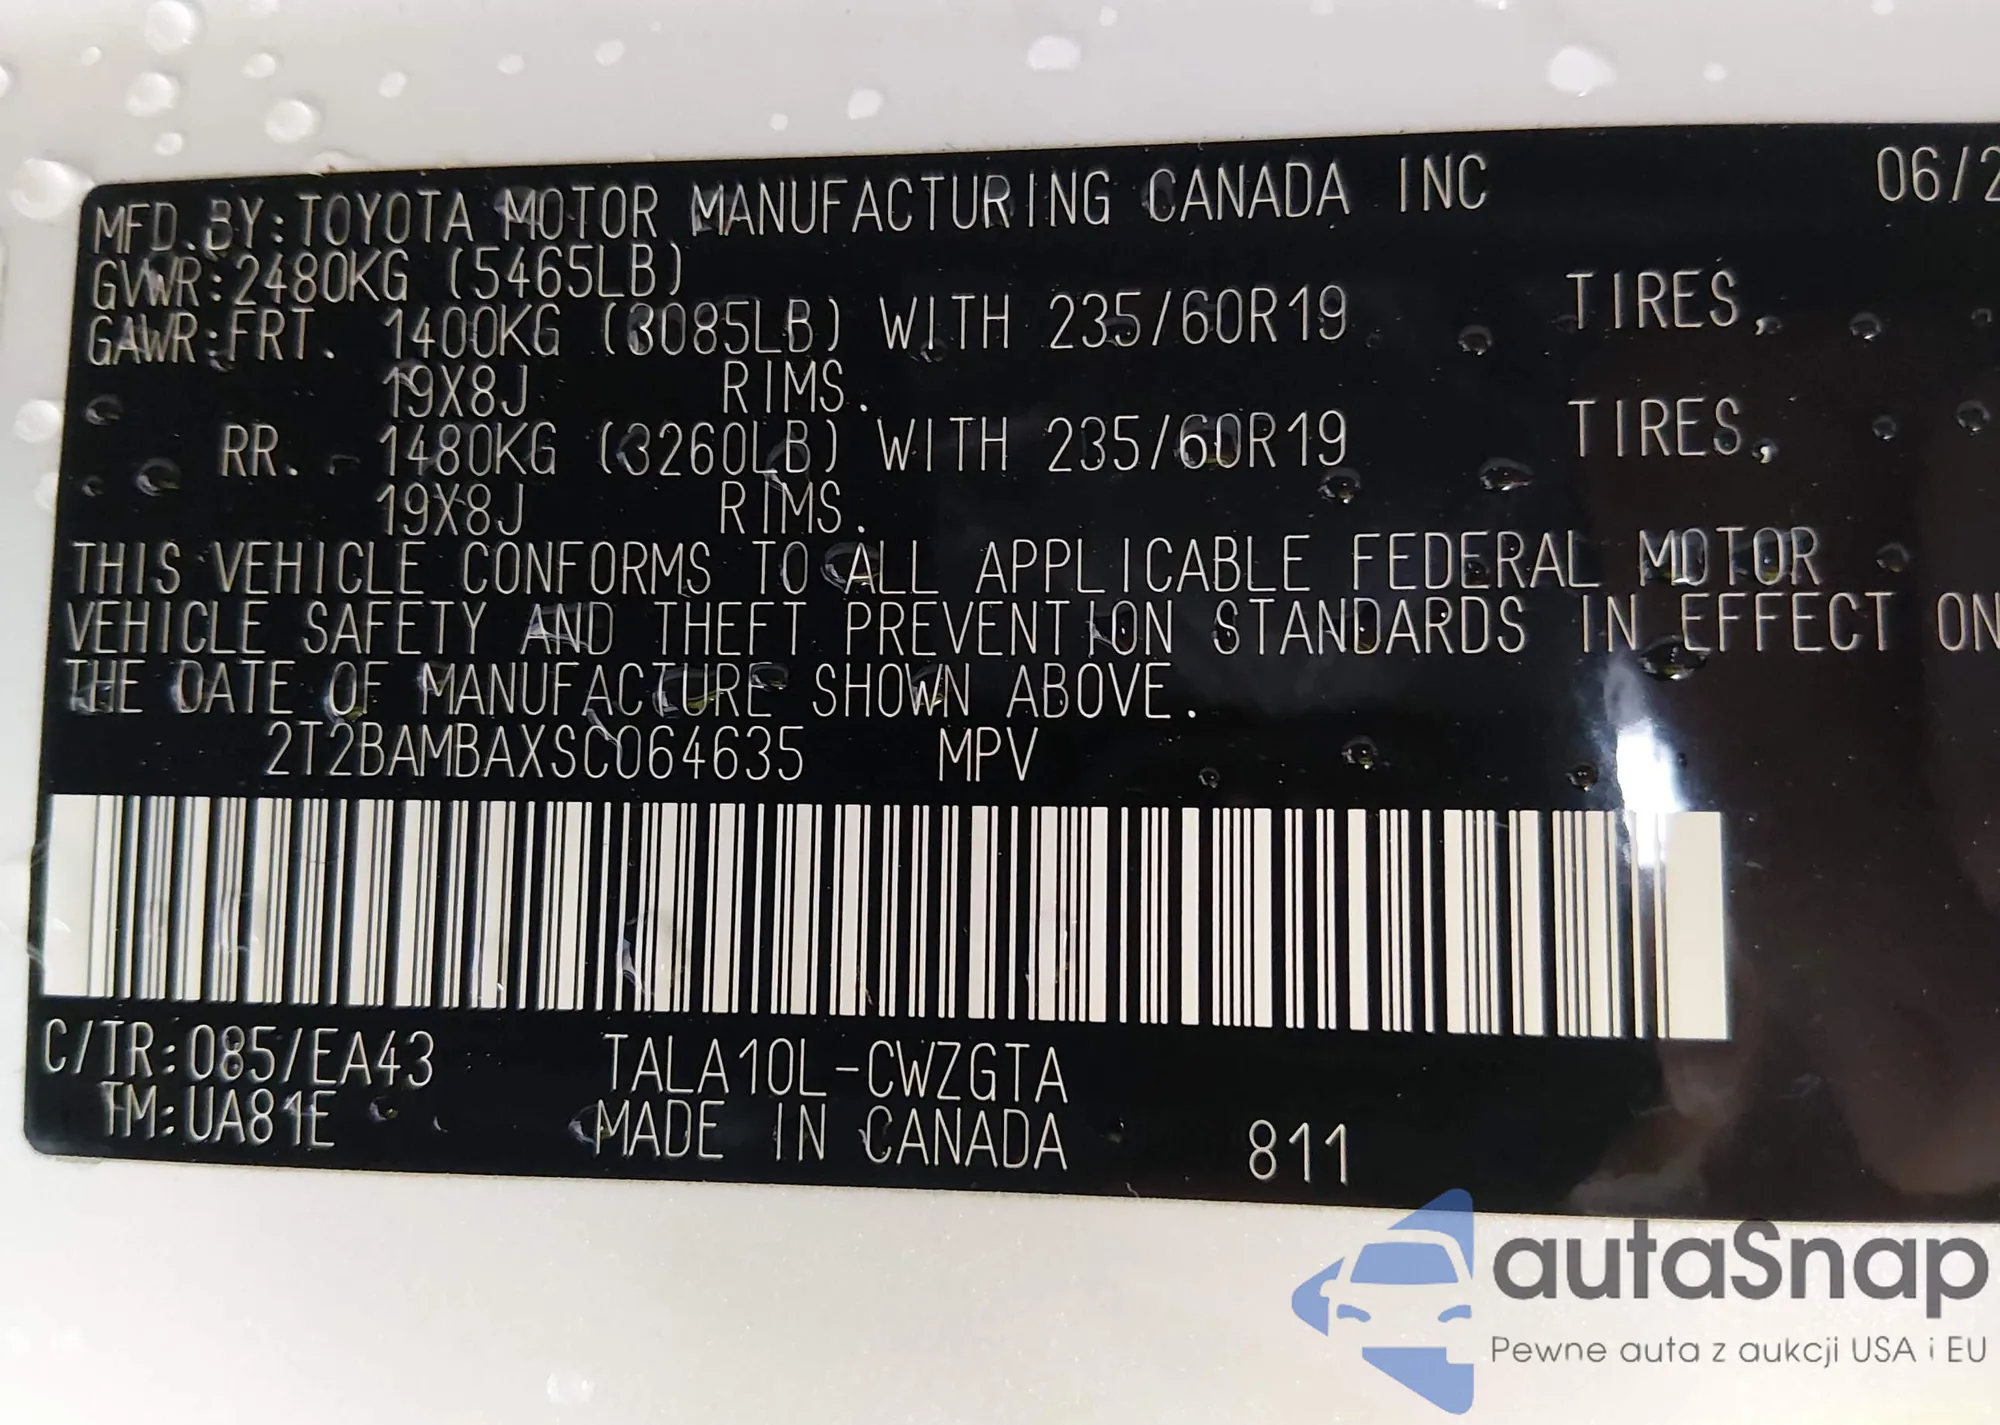 MFD.BY:TOYOTA MOTOR MANUFACTURING CANADA INC 06/2
GVWR:2480KG (5465LB)
GAWR:FRT. 1400KG (3085LB) WITH 235/60R19 TIRES,
19X8J RIMS.
RR. 1480KG (3260LB) WITH 235/60R19 TIRES,
19X8J RIMS.
THIS VEHICLE CONFORMS TO ALL APPLICABLE FEDERAL MOTOR
VEHICLE SAFETY AND THEFT PREVENTION STANDARDS IN EFFECT ON
THE DATE OF MANUFACTURE SHOWN ABOVE.
2T2BAMBAXSC064635 MPV
C/TR:085/EA43 TALA10L-CWZGTA
TM:UA81E MADE IN CANADA 811
autaSnap
Pewne auta z aukcji USA i EU